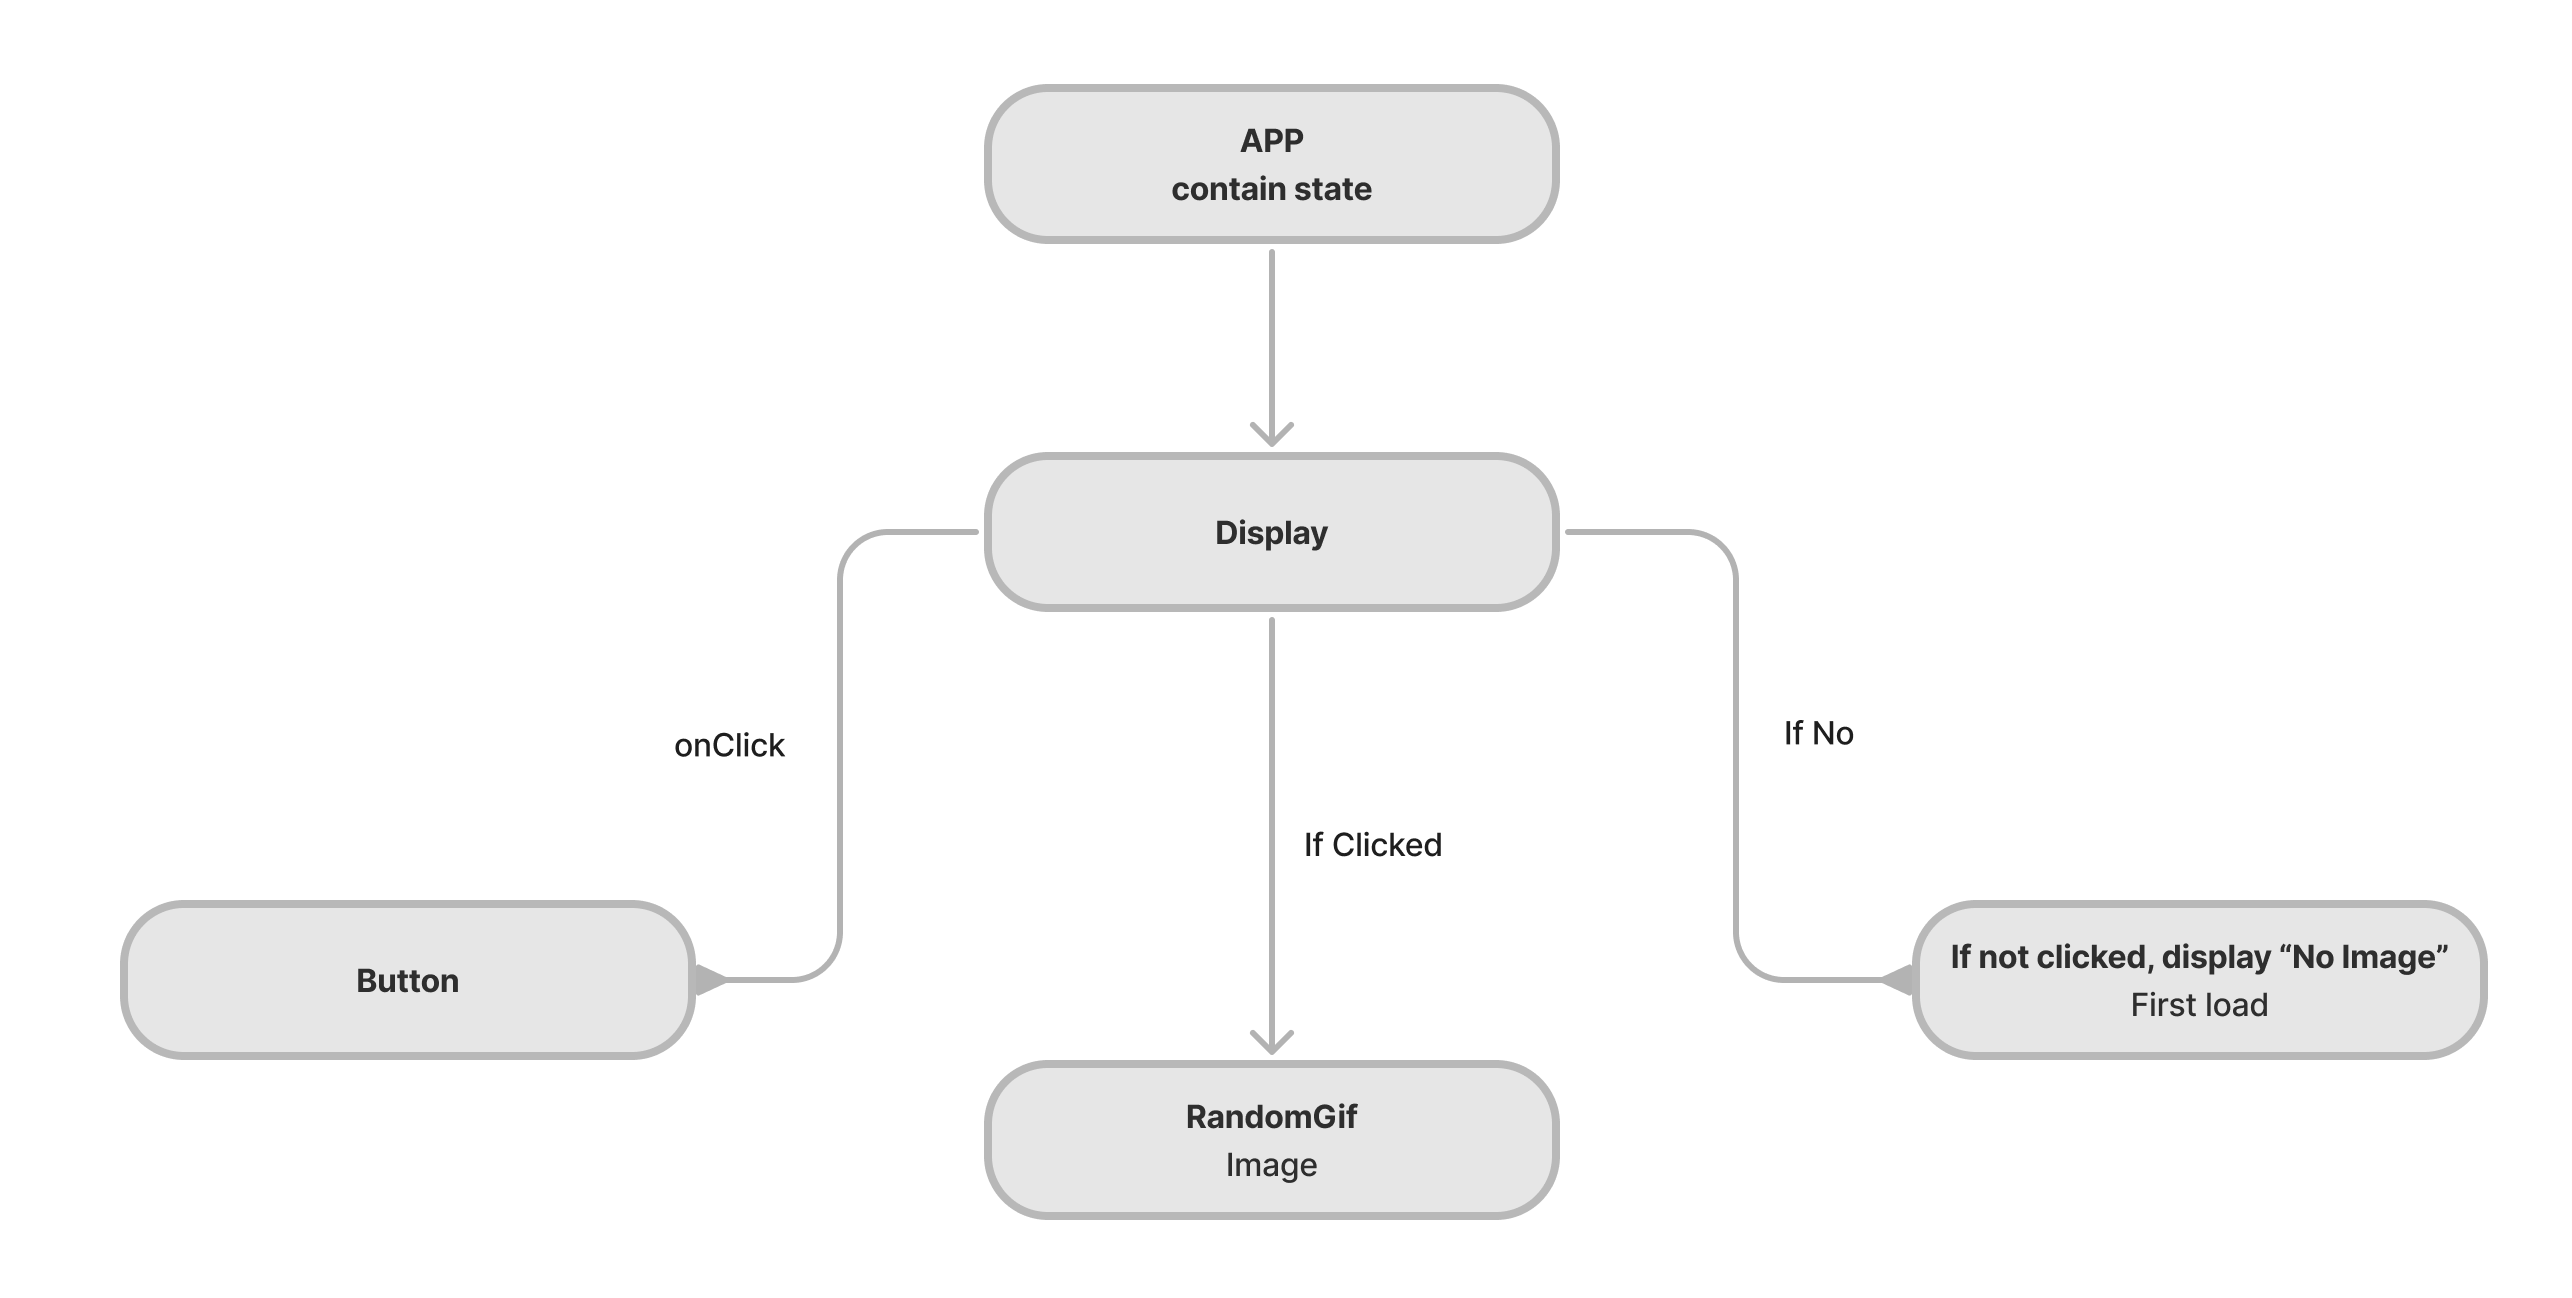 APP
contain state
Display
onClick
If No
If Clicked
Button
If not clicked, display “No Image”
First load
RandomGif
Image